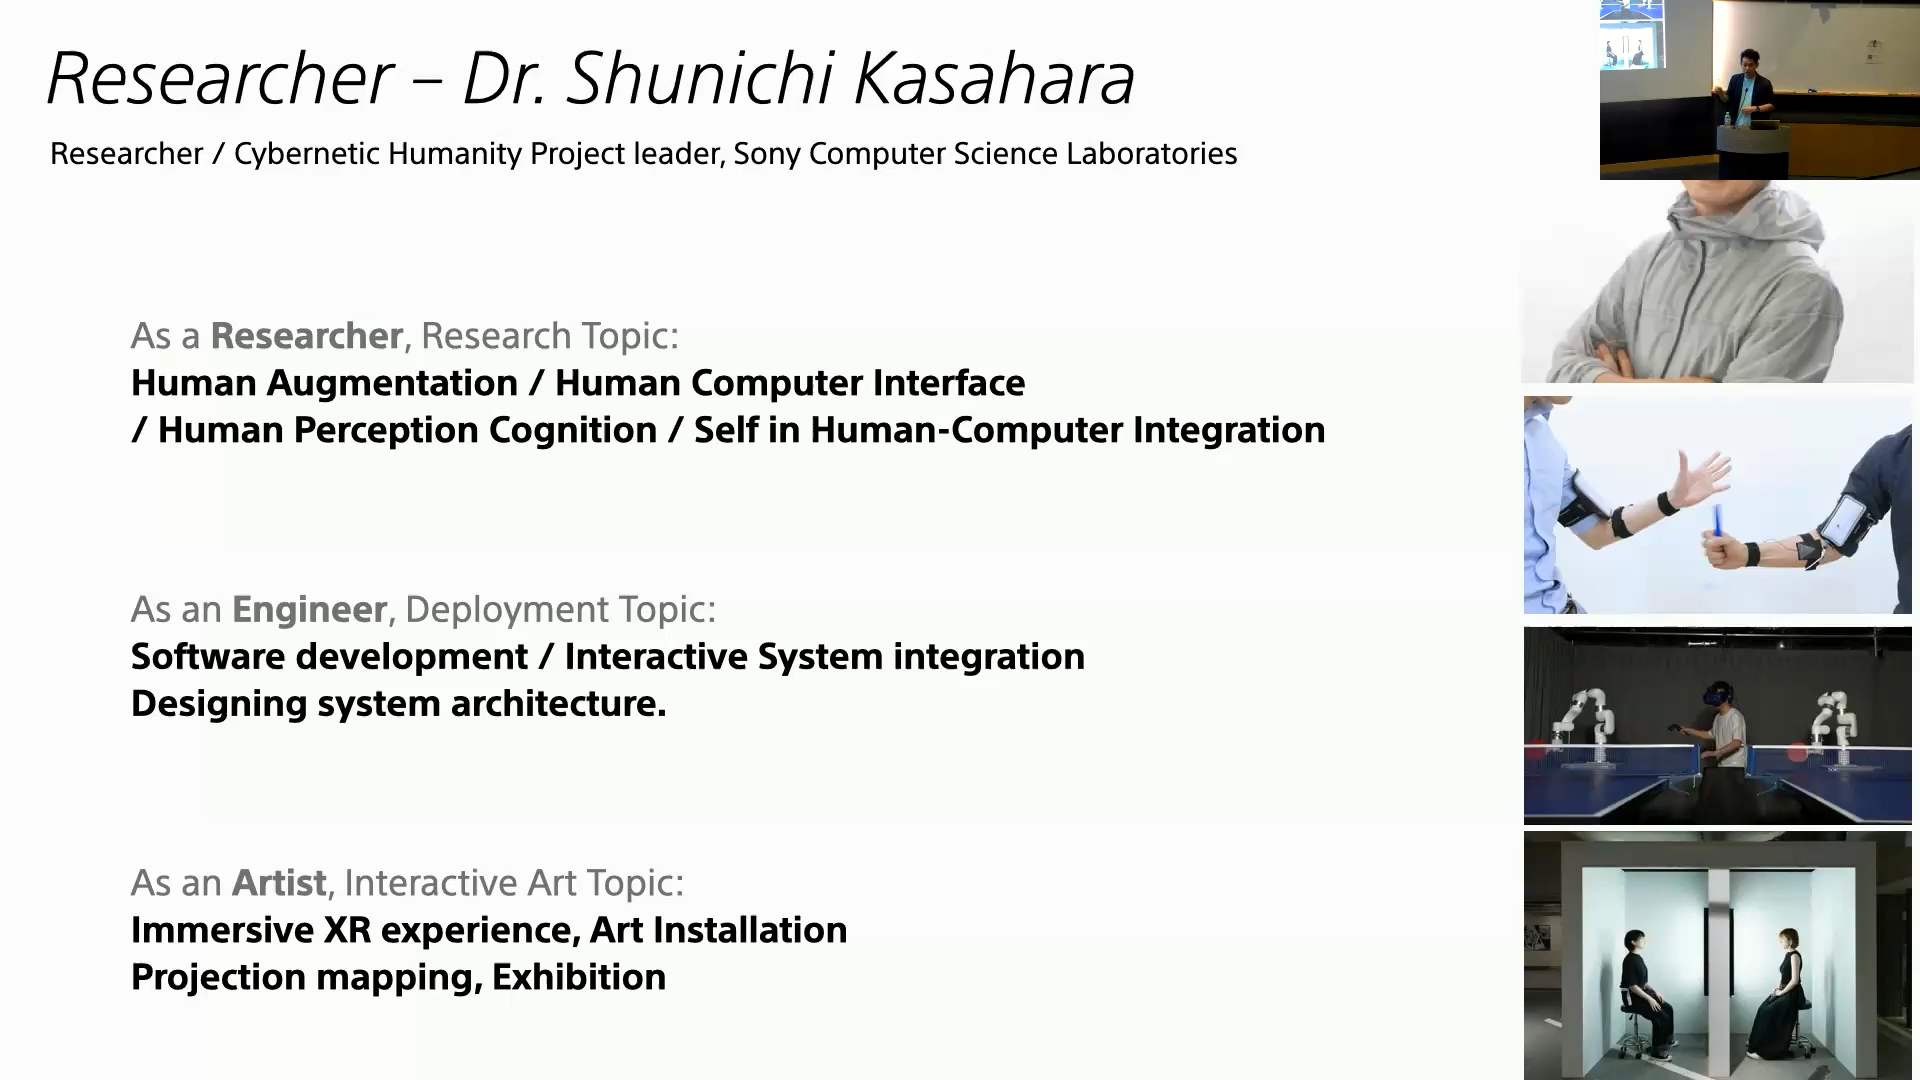 Researcher – Dr. Shunichi Kasahara
Researcher / Cybernetic Humanity Project leader, Sony Computer Science Laboratories
As a Researcher, Research Topic:
Human Augmentation / Human Computer Interface
/ Human Perception Cognition / Self in Human-Computer Integration
As an Engineer, Deployment Topic:
Software development / Interactive System integration
Designing system architecture.
As an Artist, Interactive Art Topic:
Immersive XR experience, Art Installation
Projection mapping, Exhibition